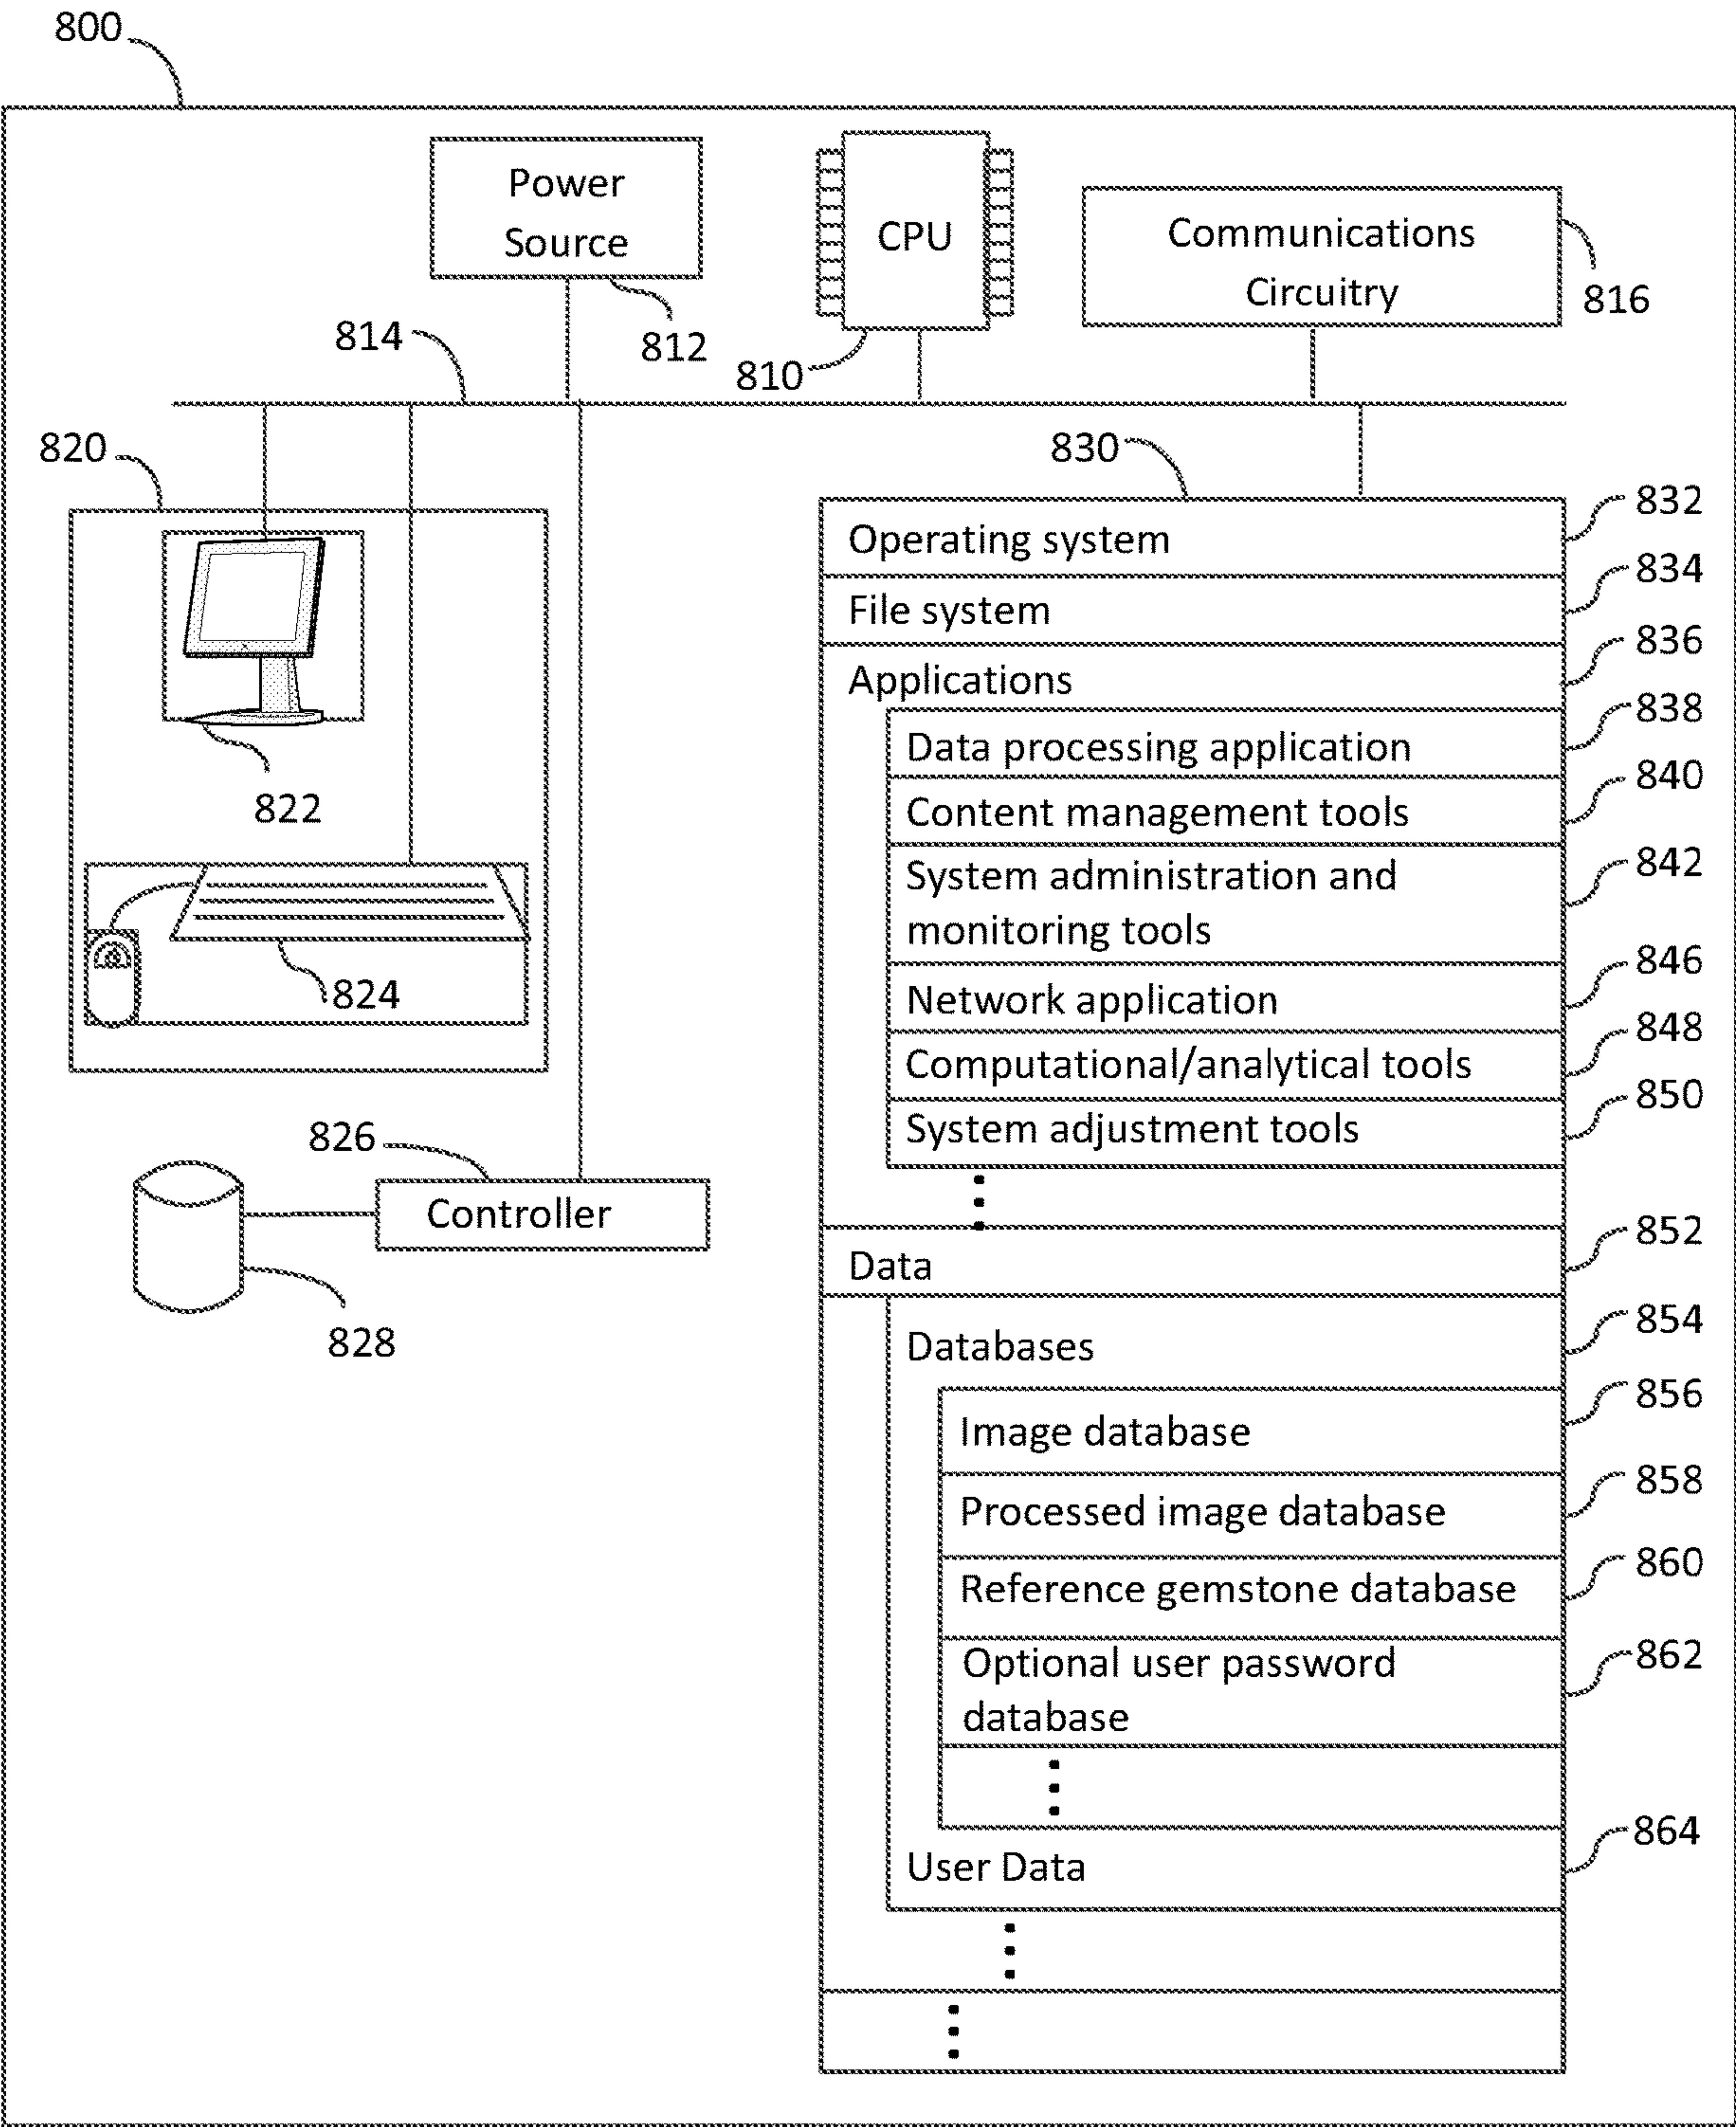 800
Power
Source
812
CPU
810
Communications
Circuitry
816
814
820
822
824
826
Controller
828
830
Operating system
832
File system
834
Applications
836
Data processing application
838
Content management tools
840
System administration and
monitoring tools
842
Network application
846
Computational/analytical tools
848
System adjustment tools
850
Data
852
Databases
854
Image database
856
Processed image database
858
Reference gemstone database
860
Optional user password
database
862
User Data
864